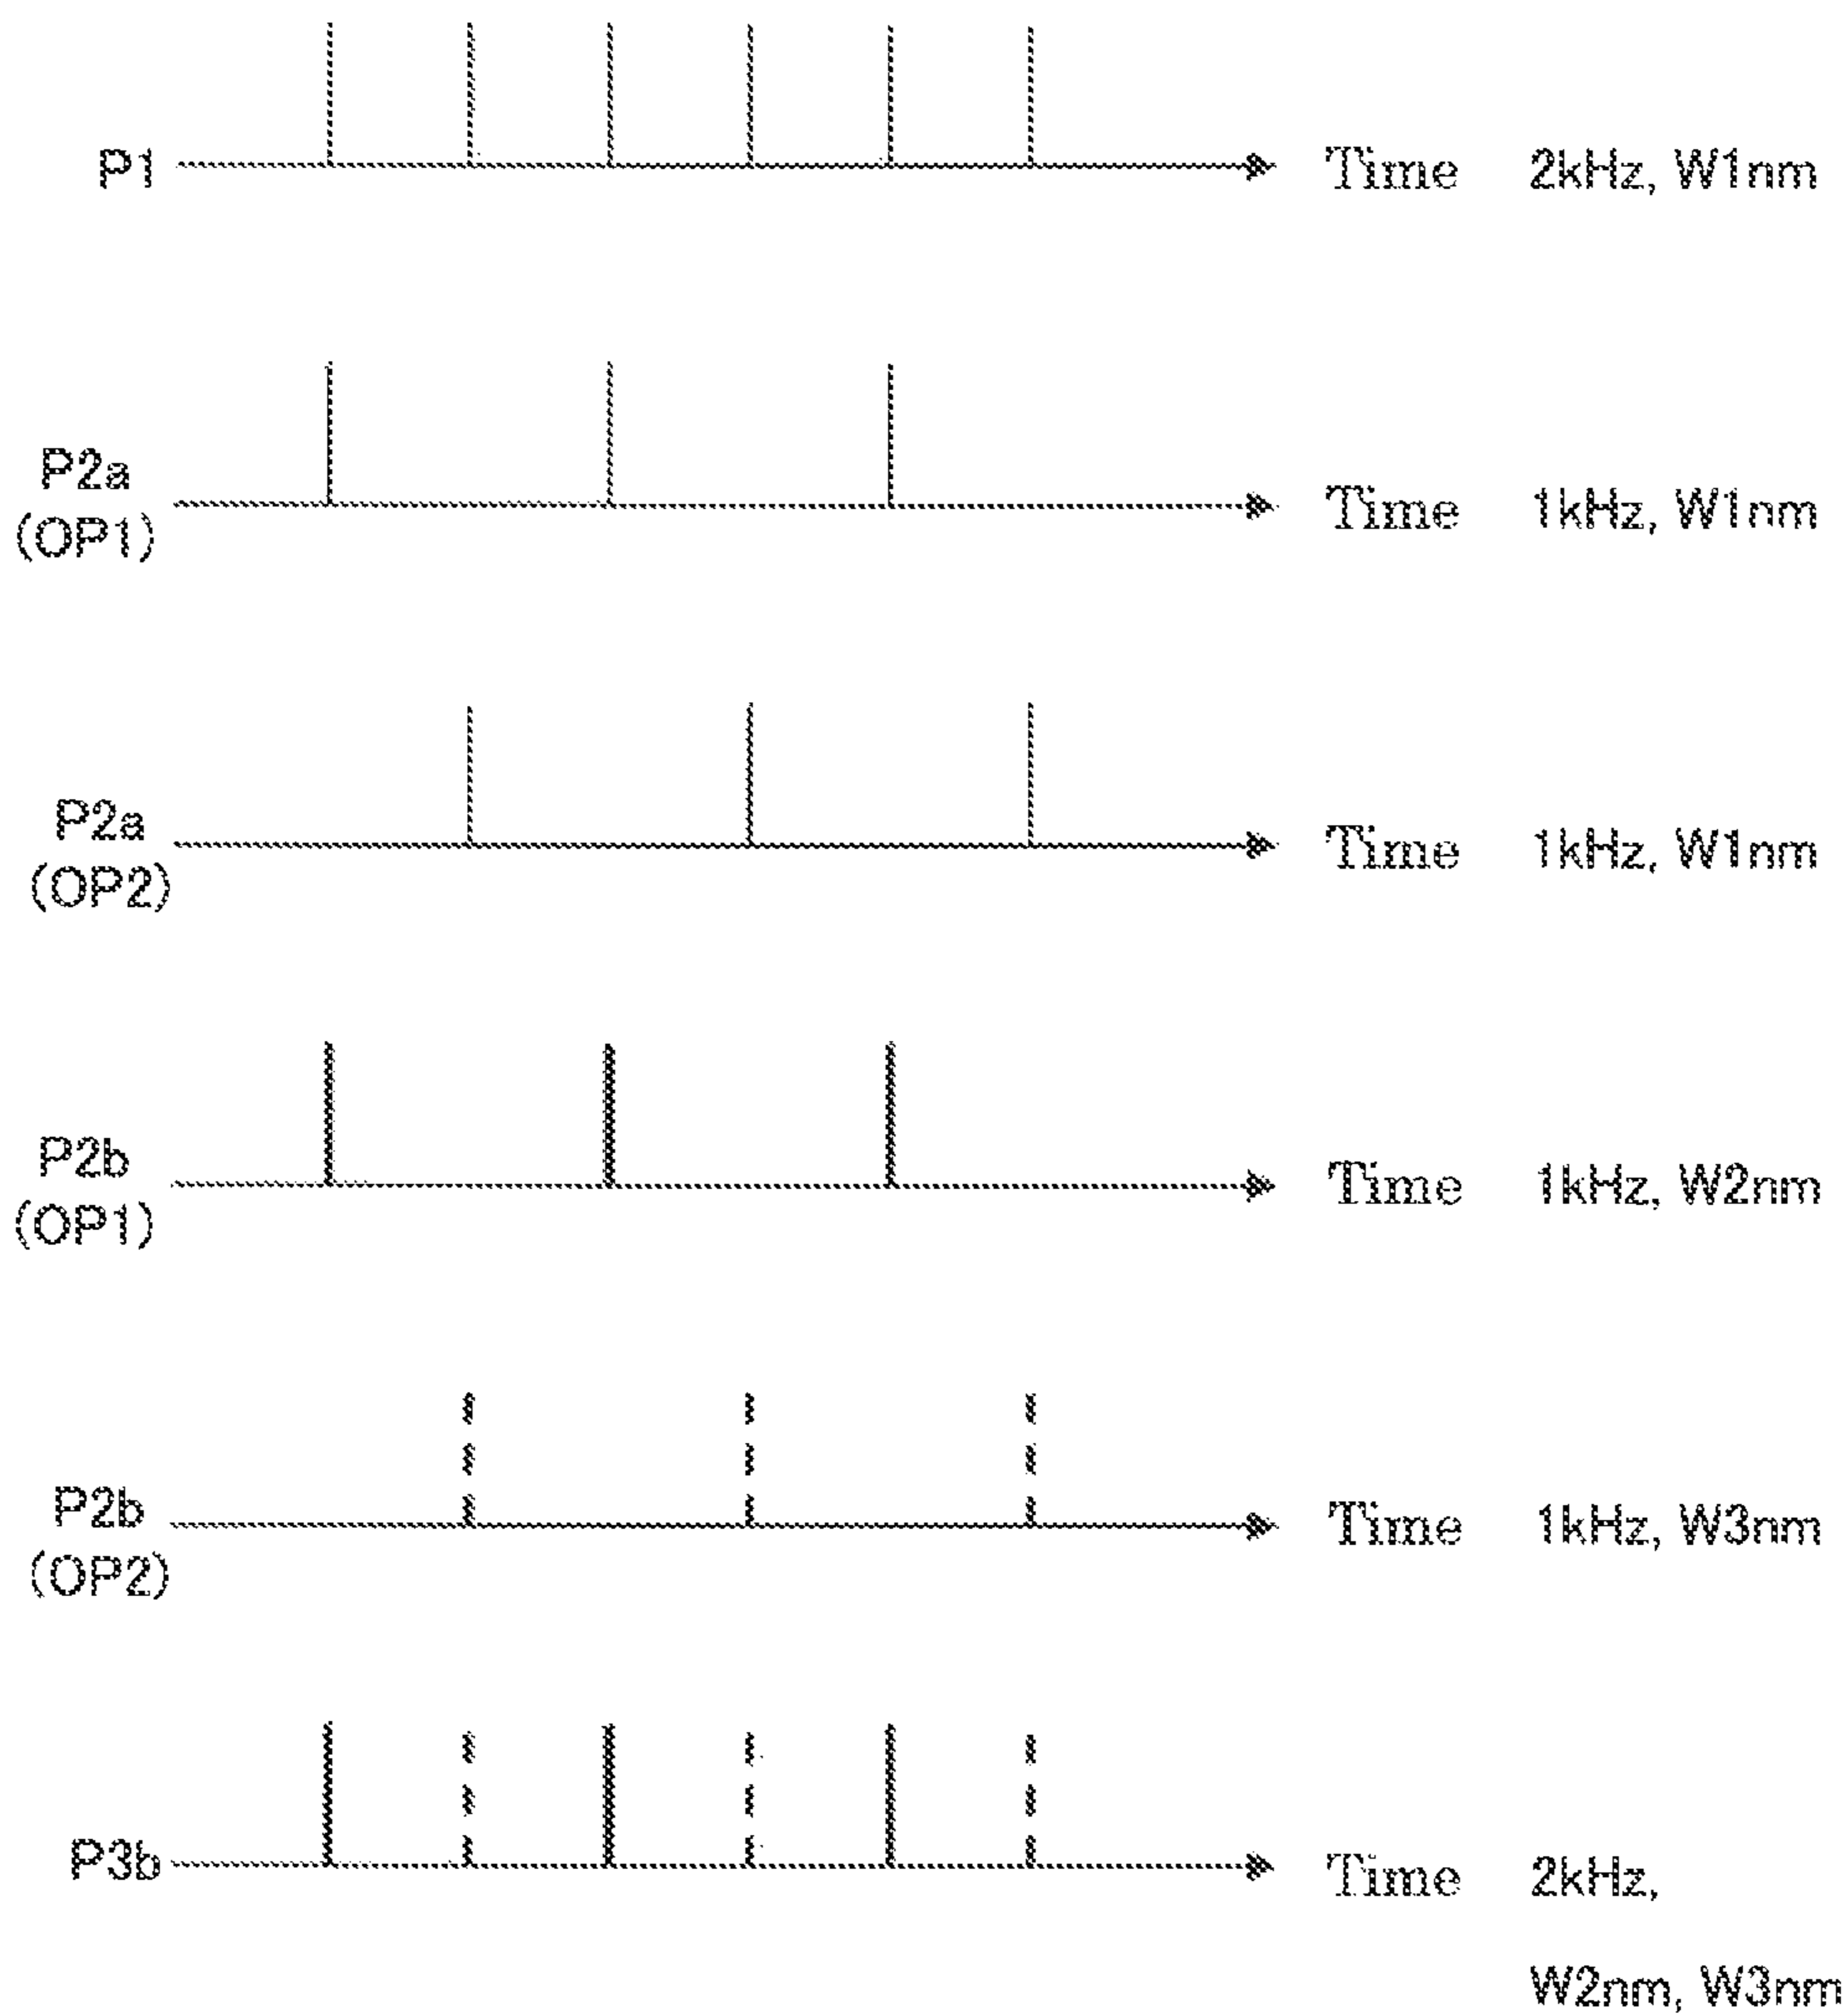 P1 Time 2kHz, W1nm
P2a
(OP1) Time 1kHz, W1nm
P2a
(OP2) Time 1kHz, W1nm
P2b
(OP1) Time 1kHz, W2nm
P2b
(OP2) Time 1kHz, W3nm
P3b Time 2kHz,
W2nm, W3nm